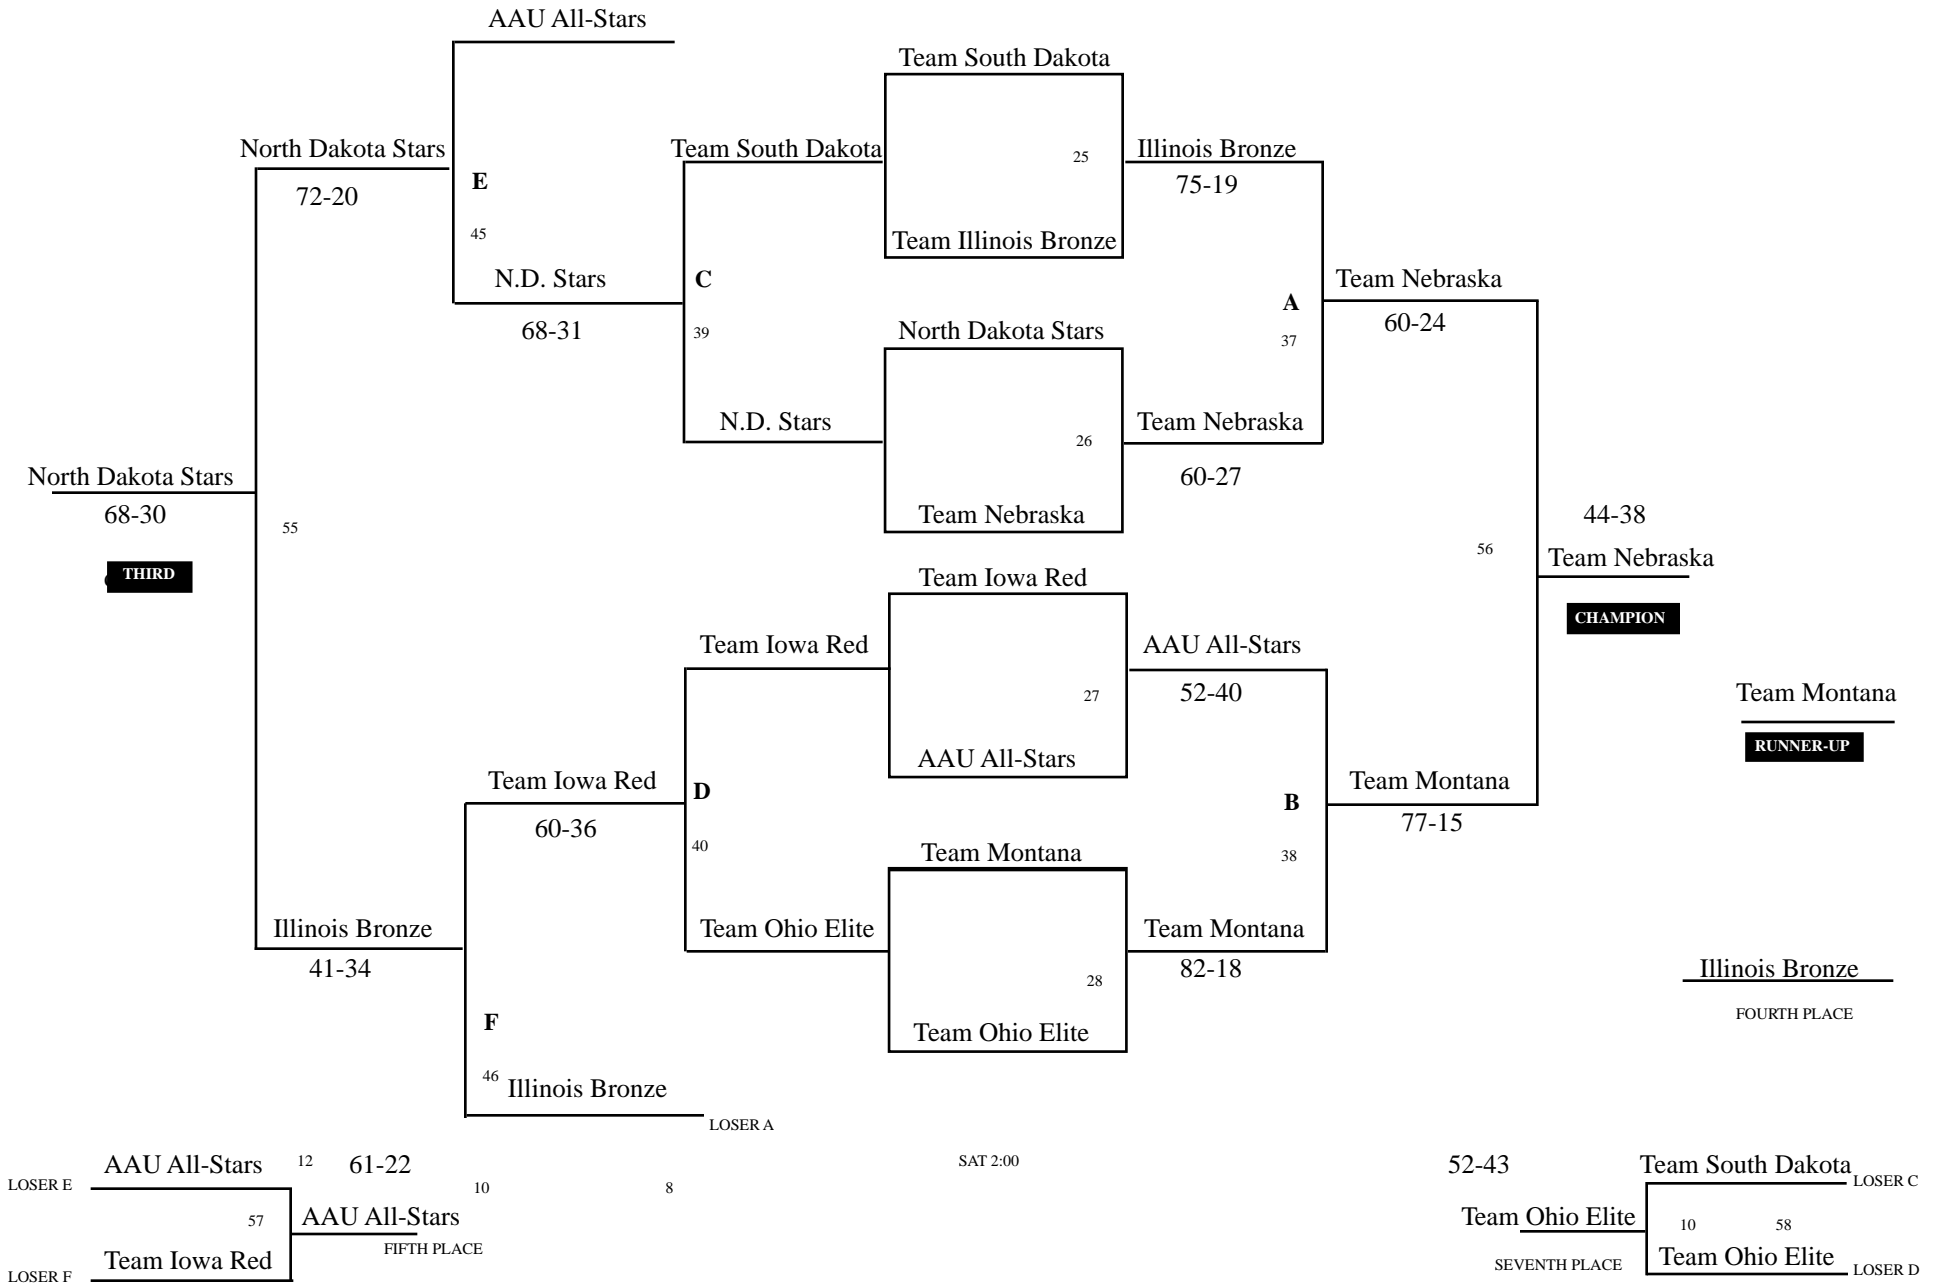 AAU All-Stars
Team South Dakota
North Dakota Stars
Team South Dakota
25
Illinois Bronze
72-20
E
75-19
45
Team Illinois Bronze
N.D. Stars
C
Team Nebraska
A
68-31
39
North Dakota Stars
37
60-24
N.D. Stars
26
Team Nebraska
North Dakota Stars
60-27
68-30
55
Team Nebraska
44-38
56
Team Nebraska
THIRD
Team Iowa Red
CHAMPION
Team Iowa Red
AAU All-Stars
27
52-40
Team Montana
RUNNER-UP
AAU All-Stars
Team Iowa Red
D
B
Team Montana
60-36
40
Team Montana
38
77-15
Illinois Bronze
Team Ohio Elite
Team Montana
41-34
28
82-18
Illinois Bronze
F
Team Ohio Elite
FOURTH PLACE
46
Illinois Bronze
LOSER A
AAU All-Stars
12
61-22
SAT 2:00
52-43
Team South Dakota
LOSER E
10
8
LOSER C
57
AAU All-Stars
Team Ohio Elite
10
58
FIFTH PLACE
Team Iowa Red
SEVENTH PLACE
Team Ohio Elite
LOSER F
LOSER D